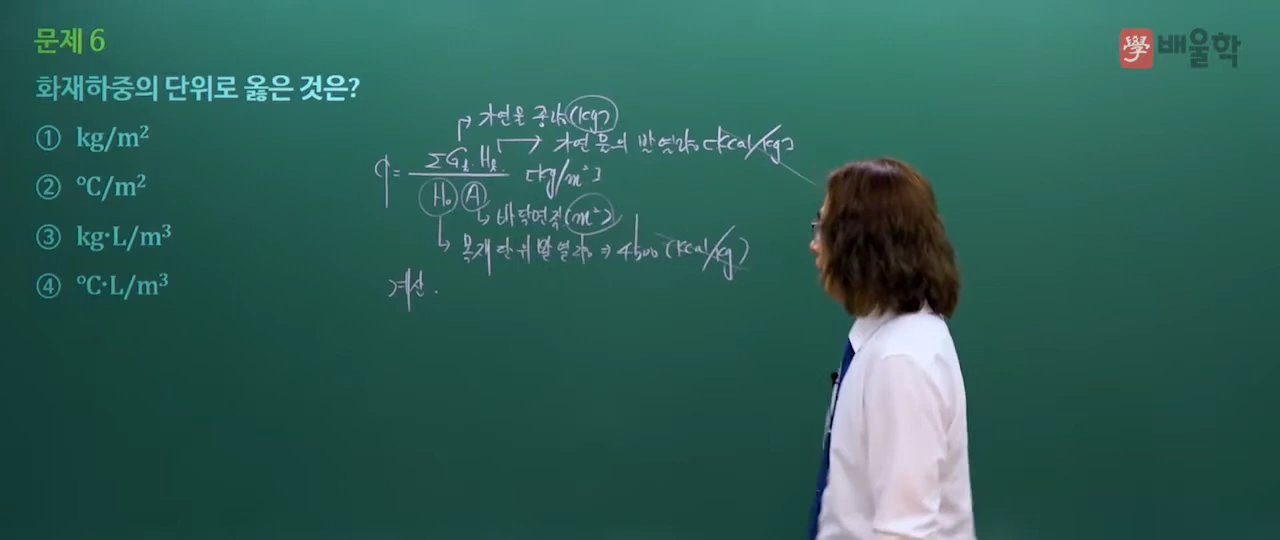 문제 6
學 배울학
화재하중의 단위로 옳은 것은?
① kg/m²
② ℃/m²
③ kg·L/m³
④ ℃·L/m³
→ 가연물 중량(kg)
→ 가연물의 발열량 [kcal/kg]
q = ΣGᵢ·Hᵢ / H₀ A [kg/m²]
→ 바닥면적(m²)
→ 목재 단위발열량 ⇒ 4500 [kcal/kg]
계산.